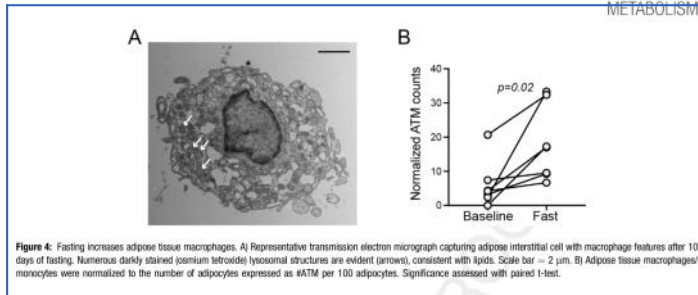 METABOLISM
A
B
Normalized ATM counts
40
30
20
10
0
p=0.02
Baseline
Fast
Figure 4: Fasting increases adipose tissue macrophages. A) Representative transmission electron micrograph capturing adipose interstitial cell with macrophage features after 10
days of fasting. Numerous darkly stained (osmium tetroxide) lysosomal structures are evident (arrows), consistent with lipids. Scale bar = 2 μm. B) Adipose tissue macrophages/
monocytes were normalized to the number of adipocytes expressed as #ATM per 100 adipocytes. Significance assessed with paired t-test.